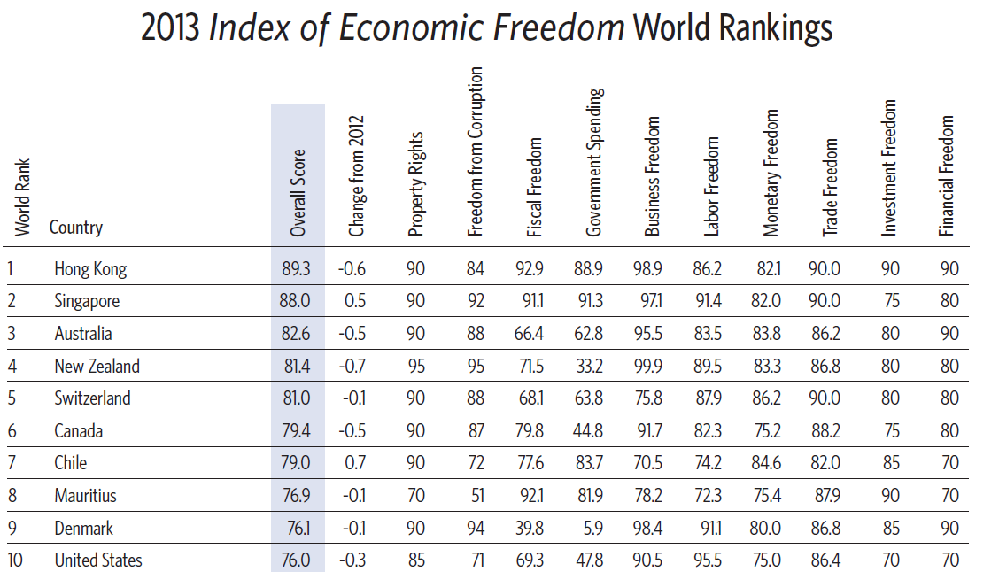 2013 Index of Economic Freedom World Rankings
World Rank Country Overall Score Change from 2012 Property Rights Freedom from Corruption Fiscal Freedom Government Spending Business Freedom Labor Freedom Monetary Freedom Trade Freedom Investment Freedom Financial Freedom
1 Hong Kong 89.3 -0.6 90 84 92.9 88.9 98.9 86.2 82.1 90.0 90 90
2 Singapore 88.0 0.5 90 92 91.1 91.3 97.1 91.4 82.0 90.0 75 80
3 Australia 82.6 -0.5 90 88 66.4 62.8 95.5 83.5 83.8 86.2 80 90
4 New Zealand 81.4 -0.7 95 95 71.5 33.2 99.9 89.5 83.3 86.8 80 80
5 Switzerland 81.0 -0.1 90 88 68.1 63.8 75.8 87.9 86.2 90.0 80 80
6 Canada 79.4 -0.5 90 87 79.8 44.8 91.7 82.3 75.2 88.2 75 80
7 Chile 79.0 0.7 90 72 77.6 83.7 70.5 74.2 84.6 82.0 85 70
8 Mauritius 76.9 -0.1 70 51 92.1 81.9 78.2 72.3 75.4 87.9 90 70
9 Denmark 76.1 -0.1 90 94 39.8 5.9 98.4 91.1 80.0 86.8 85 90
10 United States 76.0 -0.3 85 71 69.3 47.8 90.5 95.5 75.0 86.4 70 70